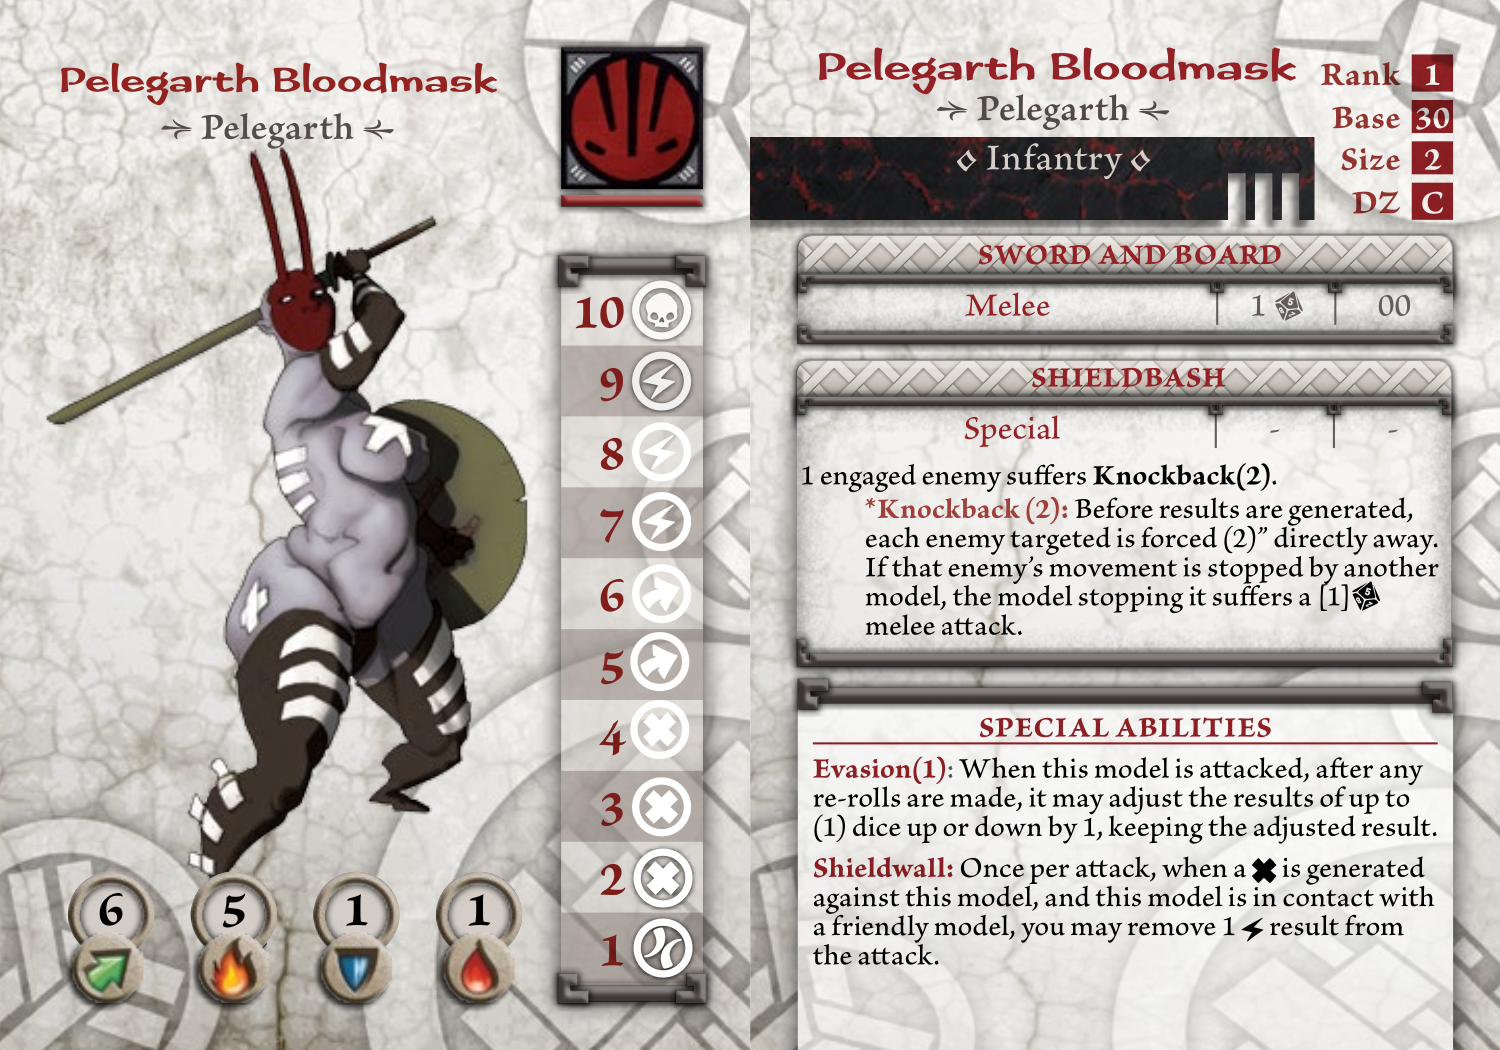 Pelegarth Bloodmask
Pelegarth
10
9
8
7
6
5
4
3
2
1
6 5 1 1
Pelegarth Bloodmask
Pelegarth
Infantry
Rank 1
Base 30
Size 2
DZ C
SWORD AND BOARD
Melee 1 00
SHIELDBASH
Special - -
1 engaged enemy suffers Knockback(2).
*Knockback (2): Before results are generated,
each enemy targeted is forced (2)” directly away.
If that enemy’s movement is stopped by another
model, the model stopping it suffers a [1]
melee attack.
SPECIAL ABILITIES
Evasion(1): When this model is attacked, after any
re-rolls are made, it may adjust the results of up to
(1) dice up or down by 1, keeping the adjusted result.
Shieldwall: Once per attack, when a ✖ is generated
against this model, and this model is in contact with
a friendly model, you may remove 1 ⚡ result from
the attack.